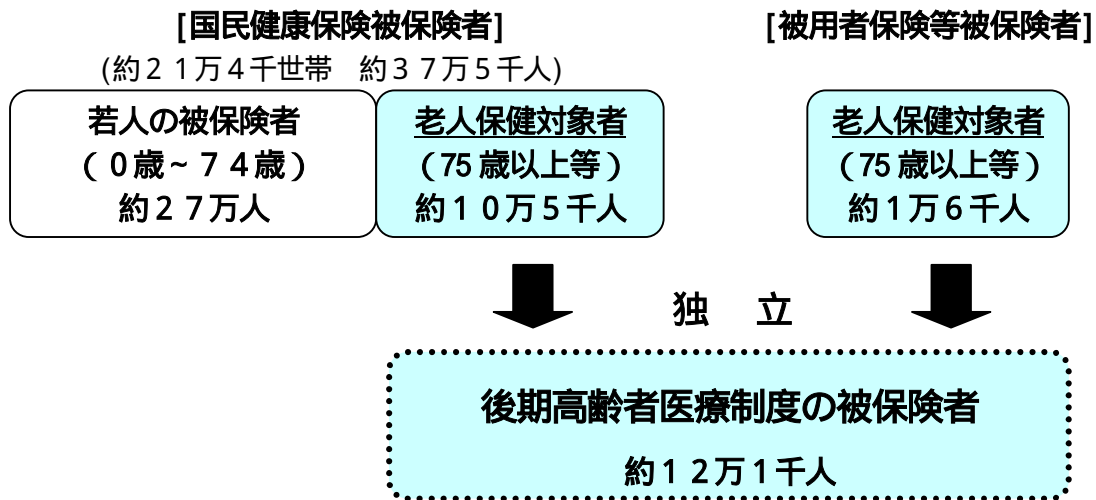 [国民健康保険被保険者]
[被用者保険等被保険者]
(約２１万４千世帯　約３７万５千人)
若人の被保険者
（０歳~７４歳）
約２７万人
老人保健対象者
（75 歳以上等）
約１０万５千人
老人保健対象者
（75 歳以上等）
約１万６千人
独　立
後期高齢者医療制度の被保険者
約１２万１千人